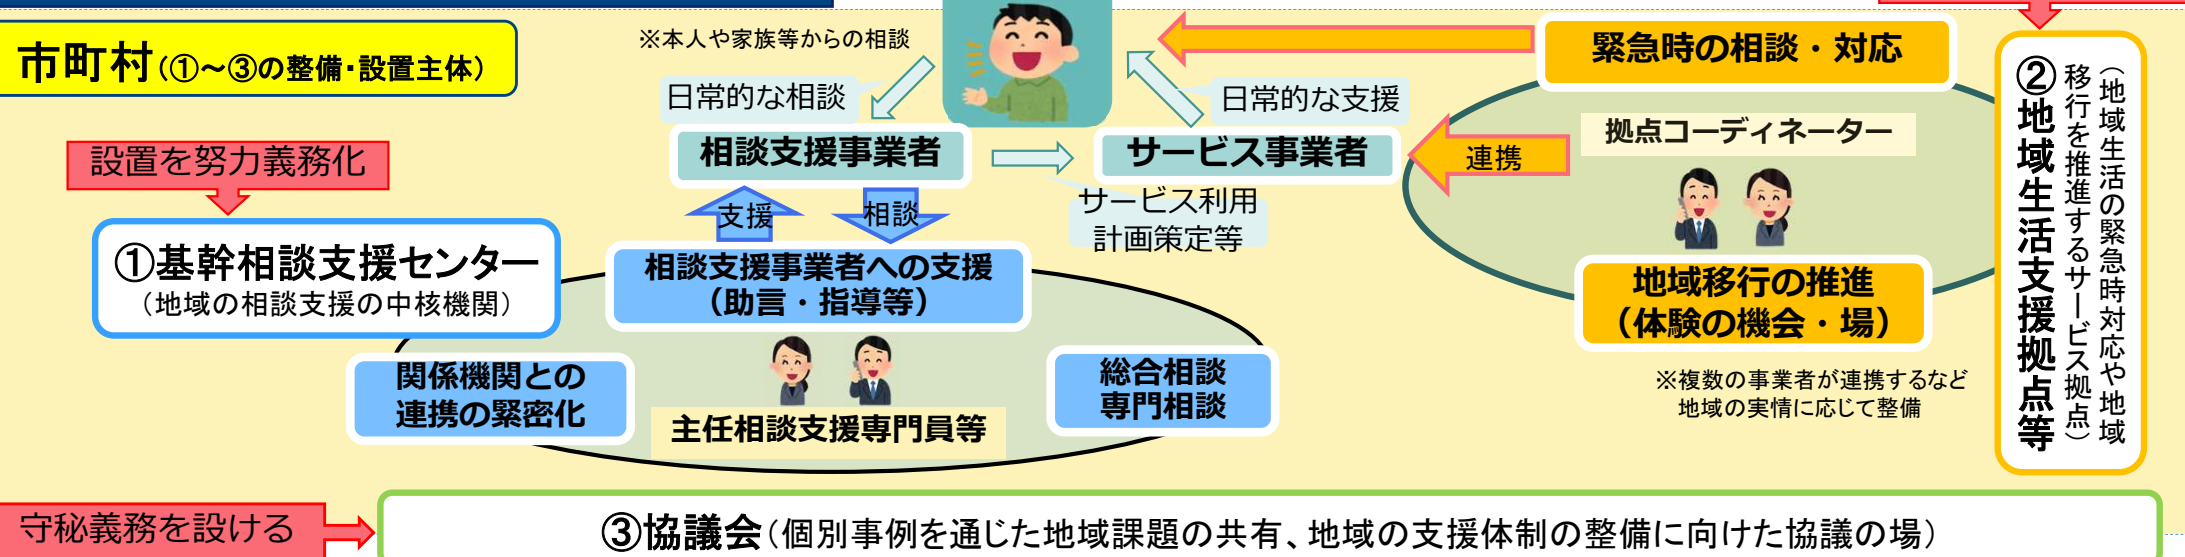 市町村(①～③の整備・設置主体)
※本人や家族等からの相談
日常的な相談
日常的な支援
相談支援事業者
サービス事業者
サービス利用
計画策定等
支援
相談
連携
緊急時の相談・対応
拠点コーディネーター
地域移行の推進
（体験の機会・場）
※複数の事業者が連携するなど
地域の実情に応じて整備
②地域生活支援拠点等
（地域生活の緊急時対応や地域
移行を推進するサービス拠点）
設置を努力義務化
①基幹相談支援センター
（地域の相談支援の中核機関）
相談支援事業者への支援
（助言・指導等）
関係機関との
連携の緊密化
主任相談支援専門員等
総合相談
専門相談
守秘義務を設ける
③協議会（個別事例を通じた地域課題の共有、地域の支援体制の整備に向けた協議の場）